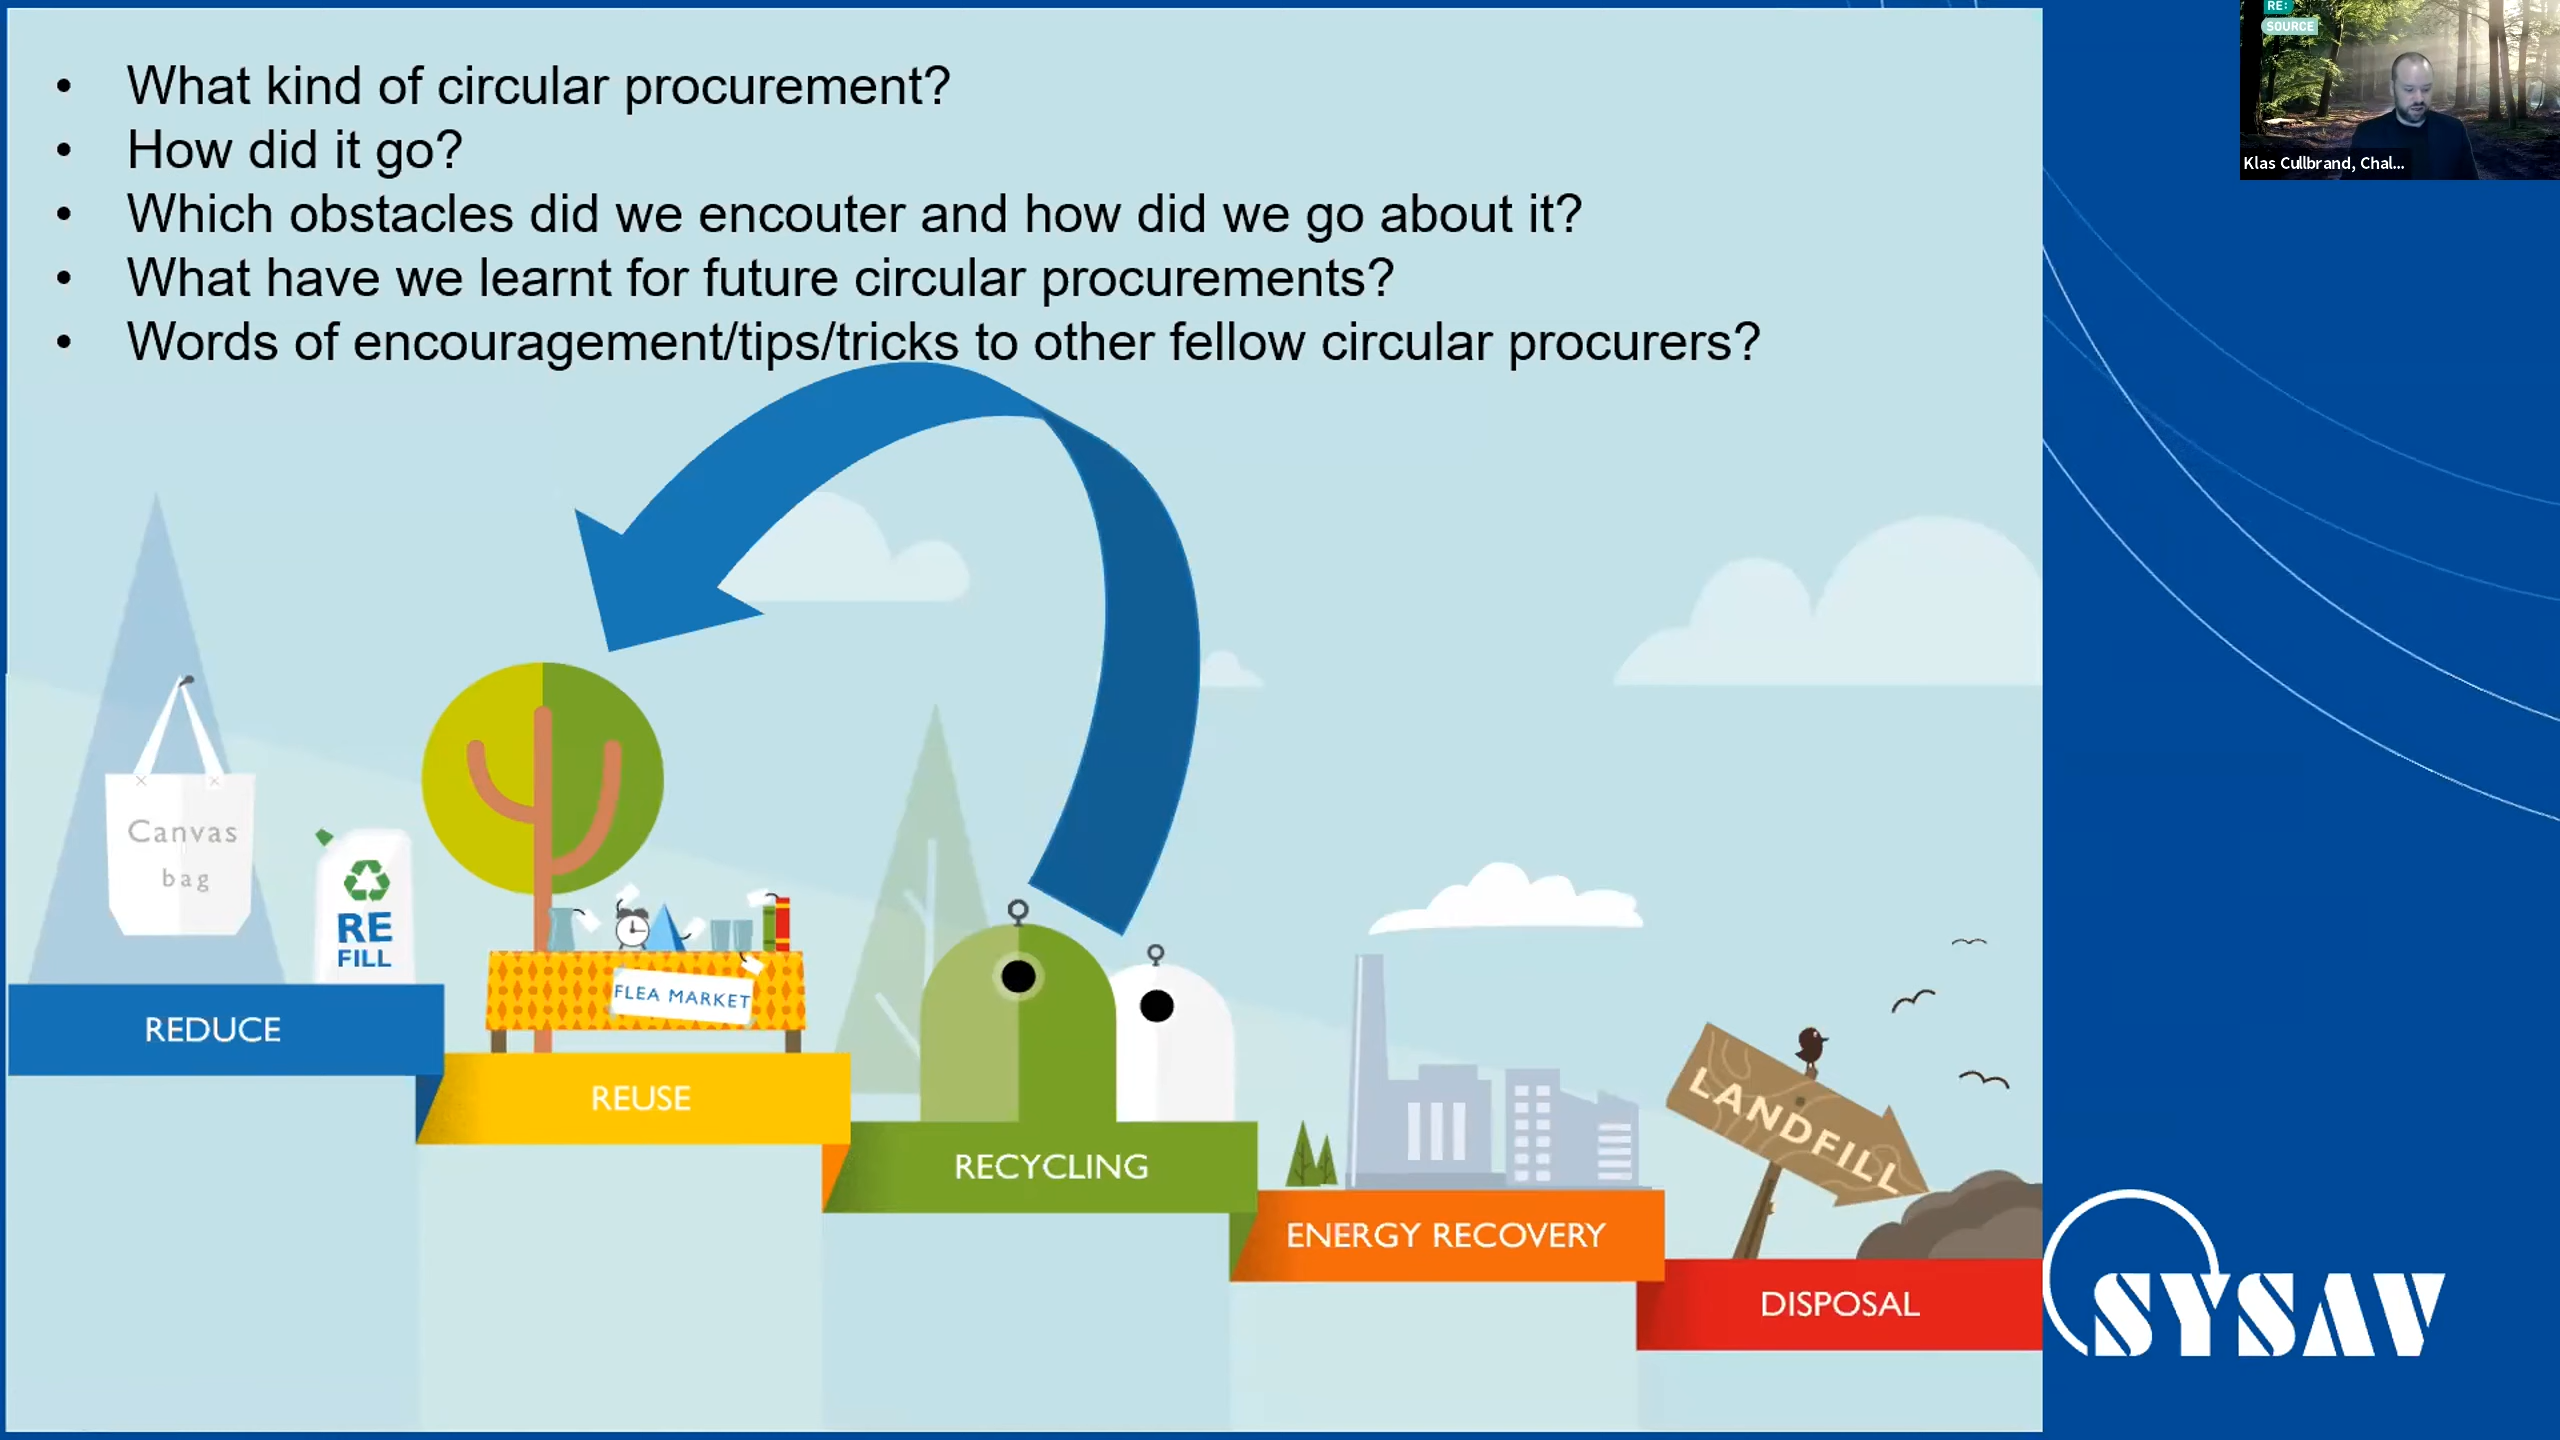 • What kind of circular procurement?
• How did it go?
• Which obstacles did we encouter and how did we go about it?
• What have we learnt for future circular procurements?
• Words of encouragement/tips/tricks to other fellow circular procurers?
RE:
SOURCE
Klas Cullbrand, Chal...
Canvas
bag
RE
FILL
FLEA MARKET
LANDFILL
REDUCE
REUSE
RECYCLING
ENERGY RECOVERY
DISPOSAL
SYSAV